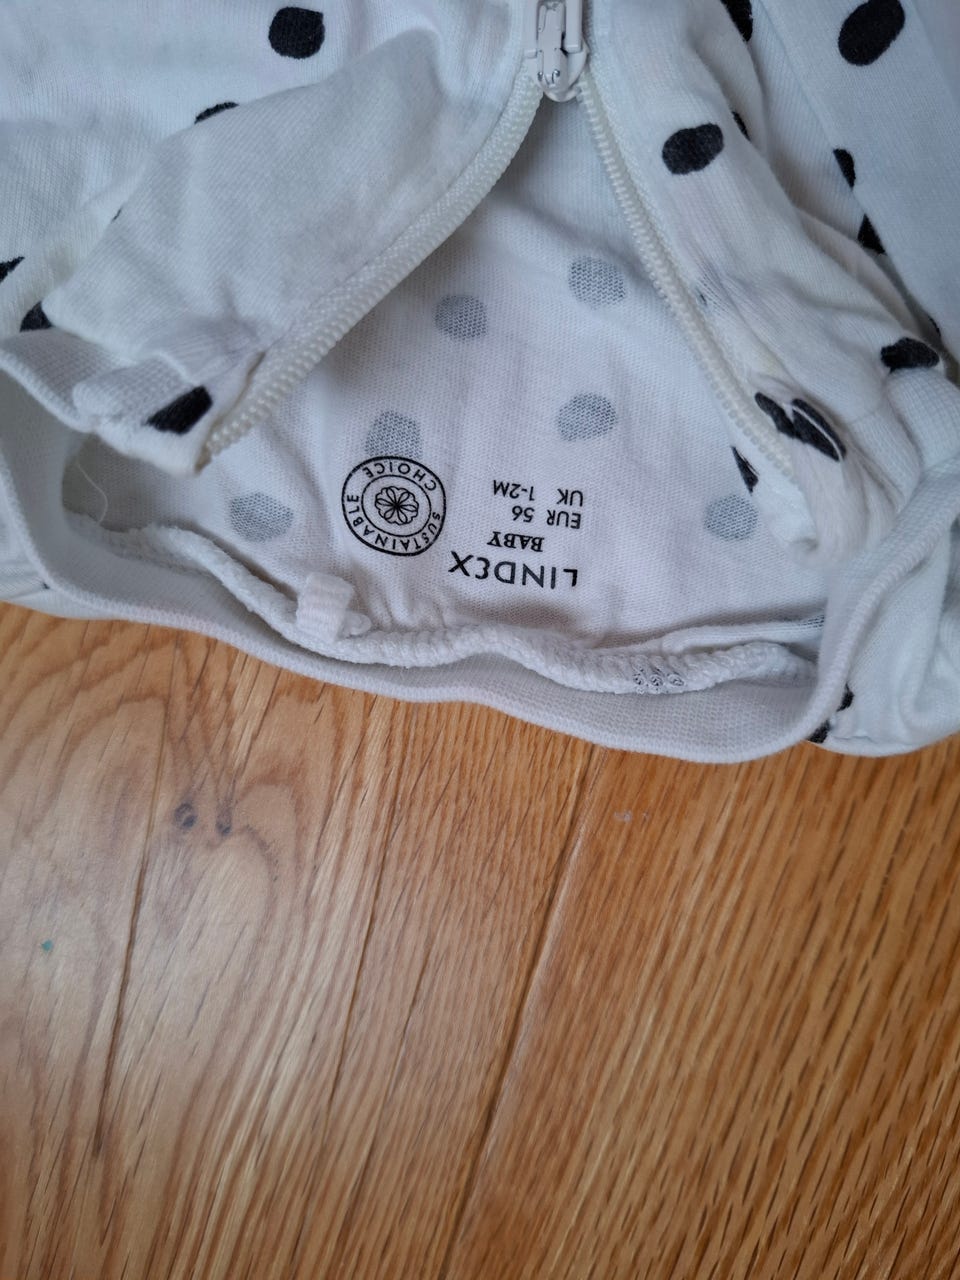 LINDEX
BABY
EUR 56
UK 1-2M
SUSTAINABLE CHOICE